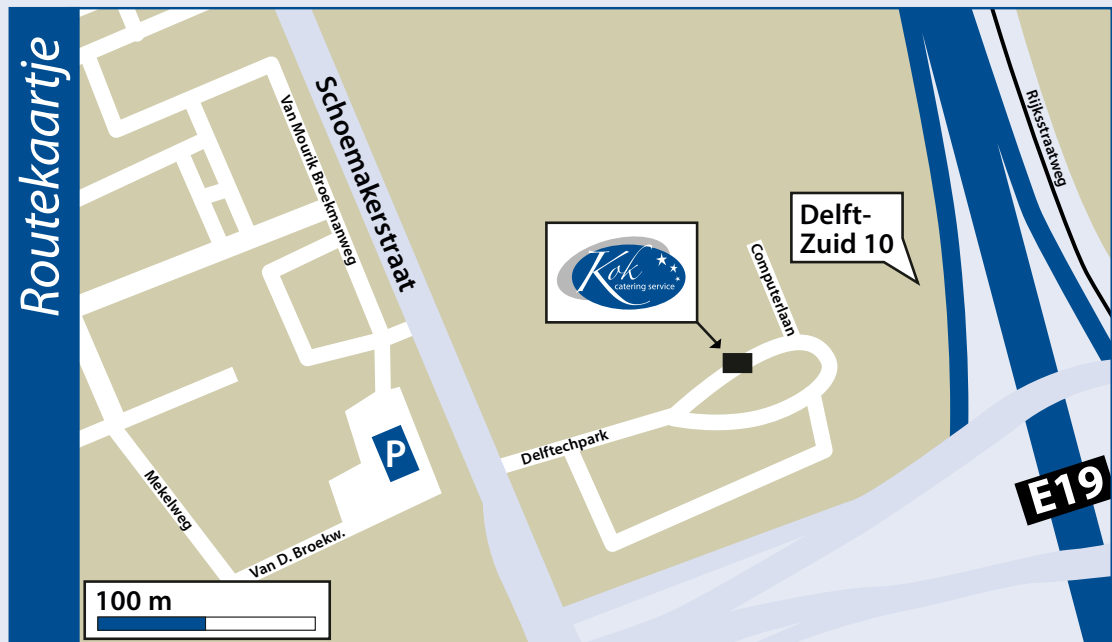 Routekaartje
Schoemakerstraat
Van Mourik Broekmanweg
Rijksstraatweg
Delft-
Zuid 10
Kok
catering service
Computerlaan
Delftechpark
P
Mekelweg
Van D. Broekw.
E19
100 m